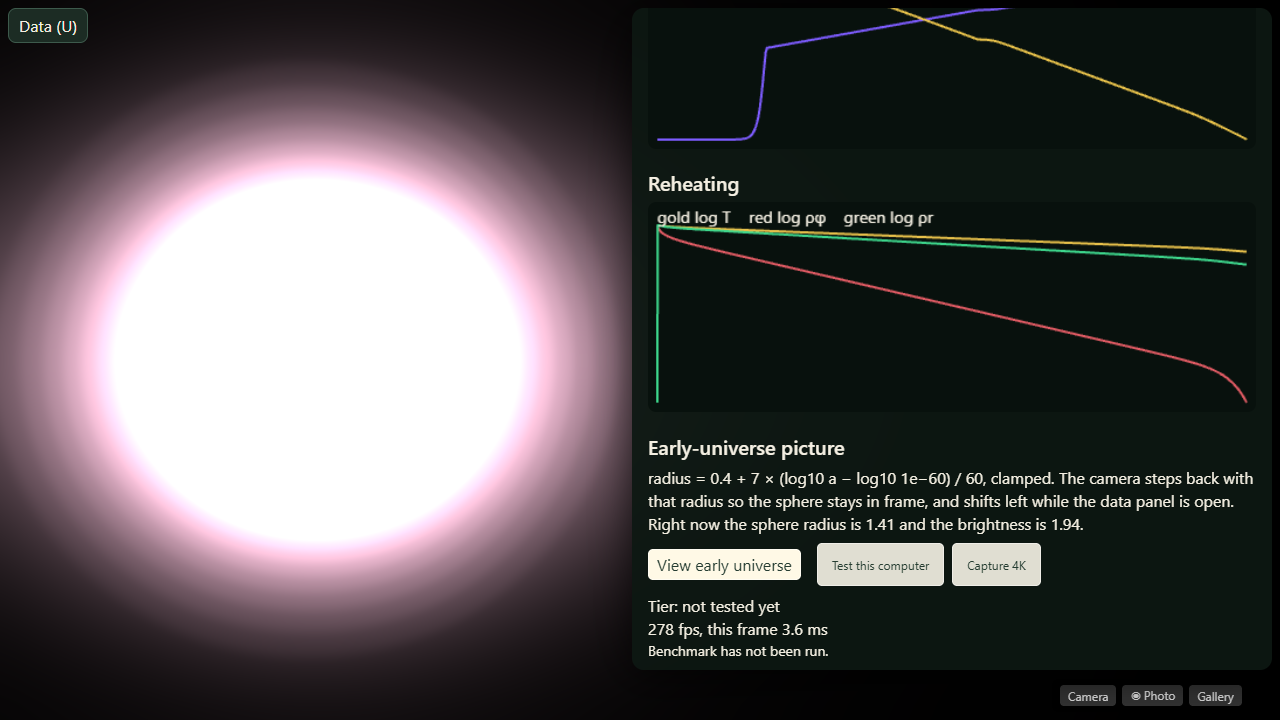 Data (U)
Reheating
gold log T red log ρφ green log ρr
Early-universe picture
radius = 0.4 + 7 × (log10 a − log10 1e−60) / 60, clamped. The camera steps back with
that radius so the sphere stays in frame, and shifts left while the data panel is open.
Right now the sphere radius is 1.41 and the brightness is 1.94.
View early universe
Test this computer
Capture 4K
Tier: not tested yet
278 fps, this frame 3.6 ms
Benchmark has not been run.
Camera
◉ Photo
Gallery